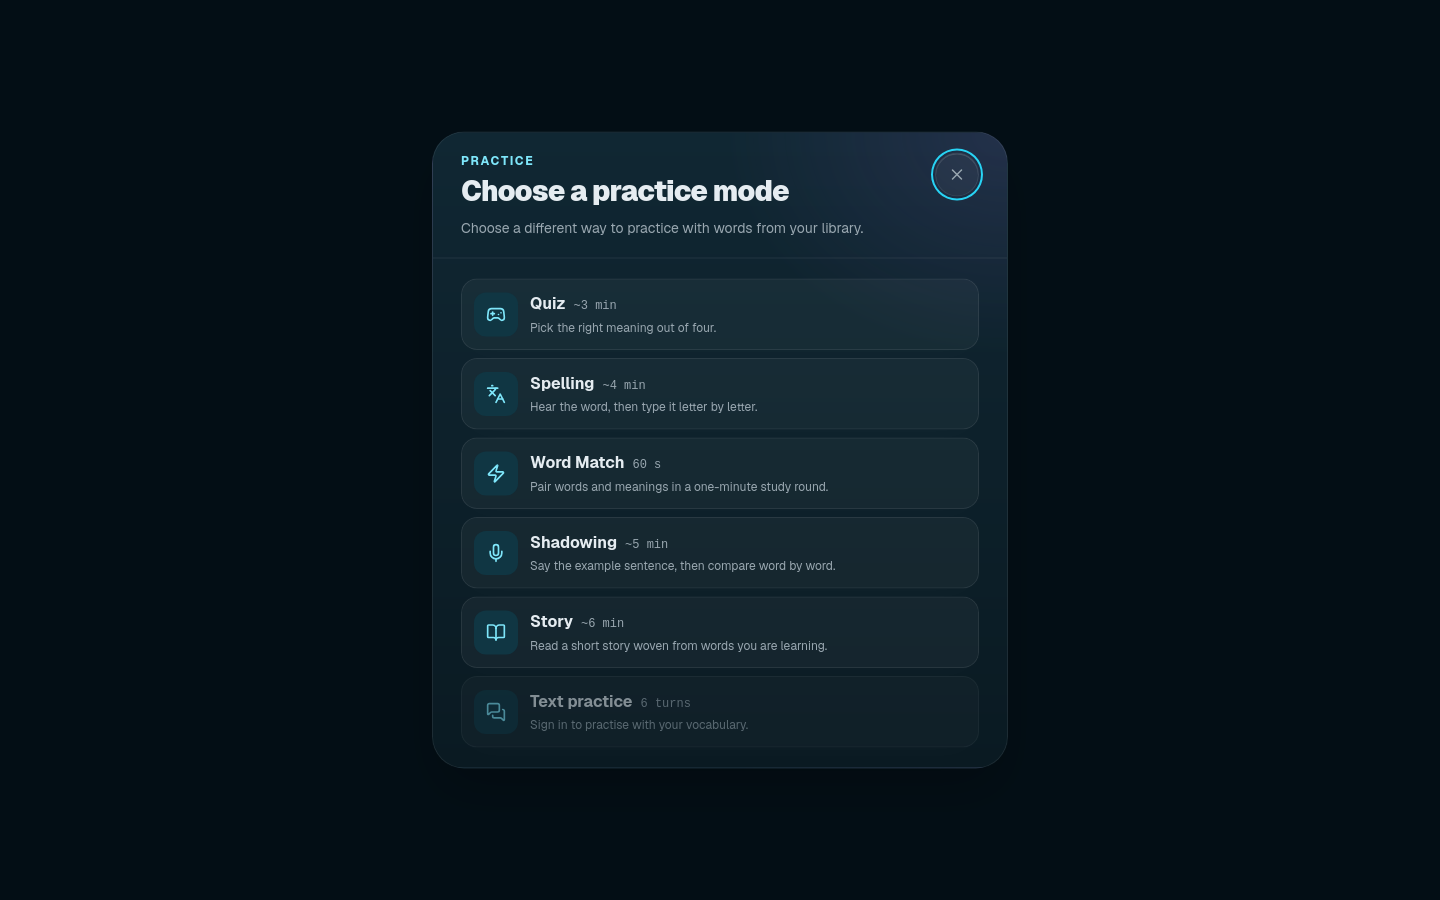 PRACTICE
Choose a practice mode
Choose a different way to practice with words from your library.
Quiz ~3 min
Pick the right meaning out of four.
Spelling ~4 min
Hear the word, then type it letter by letter.
Word Match 60 s
Pair words and meanings in a one-minute study round.
Shadowing ~5 min
Say the example sentence, then compare word by word.
Story ~6 min
Read a short story woven from words you are learning.
Text practice 6 turns
Sign in to practise with your vocabulary.